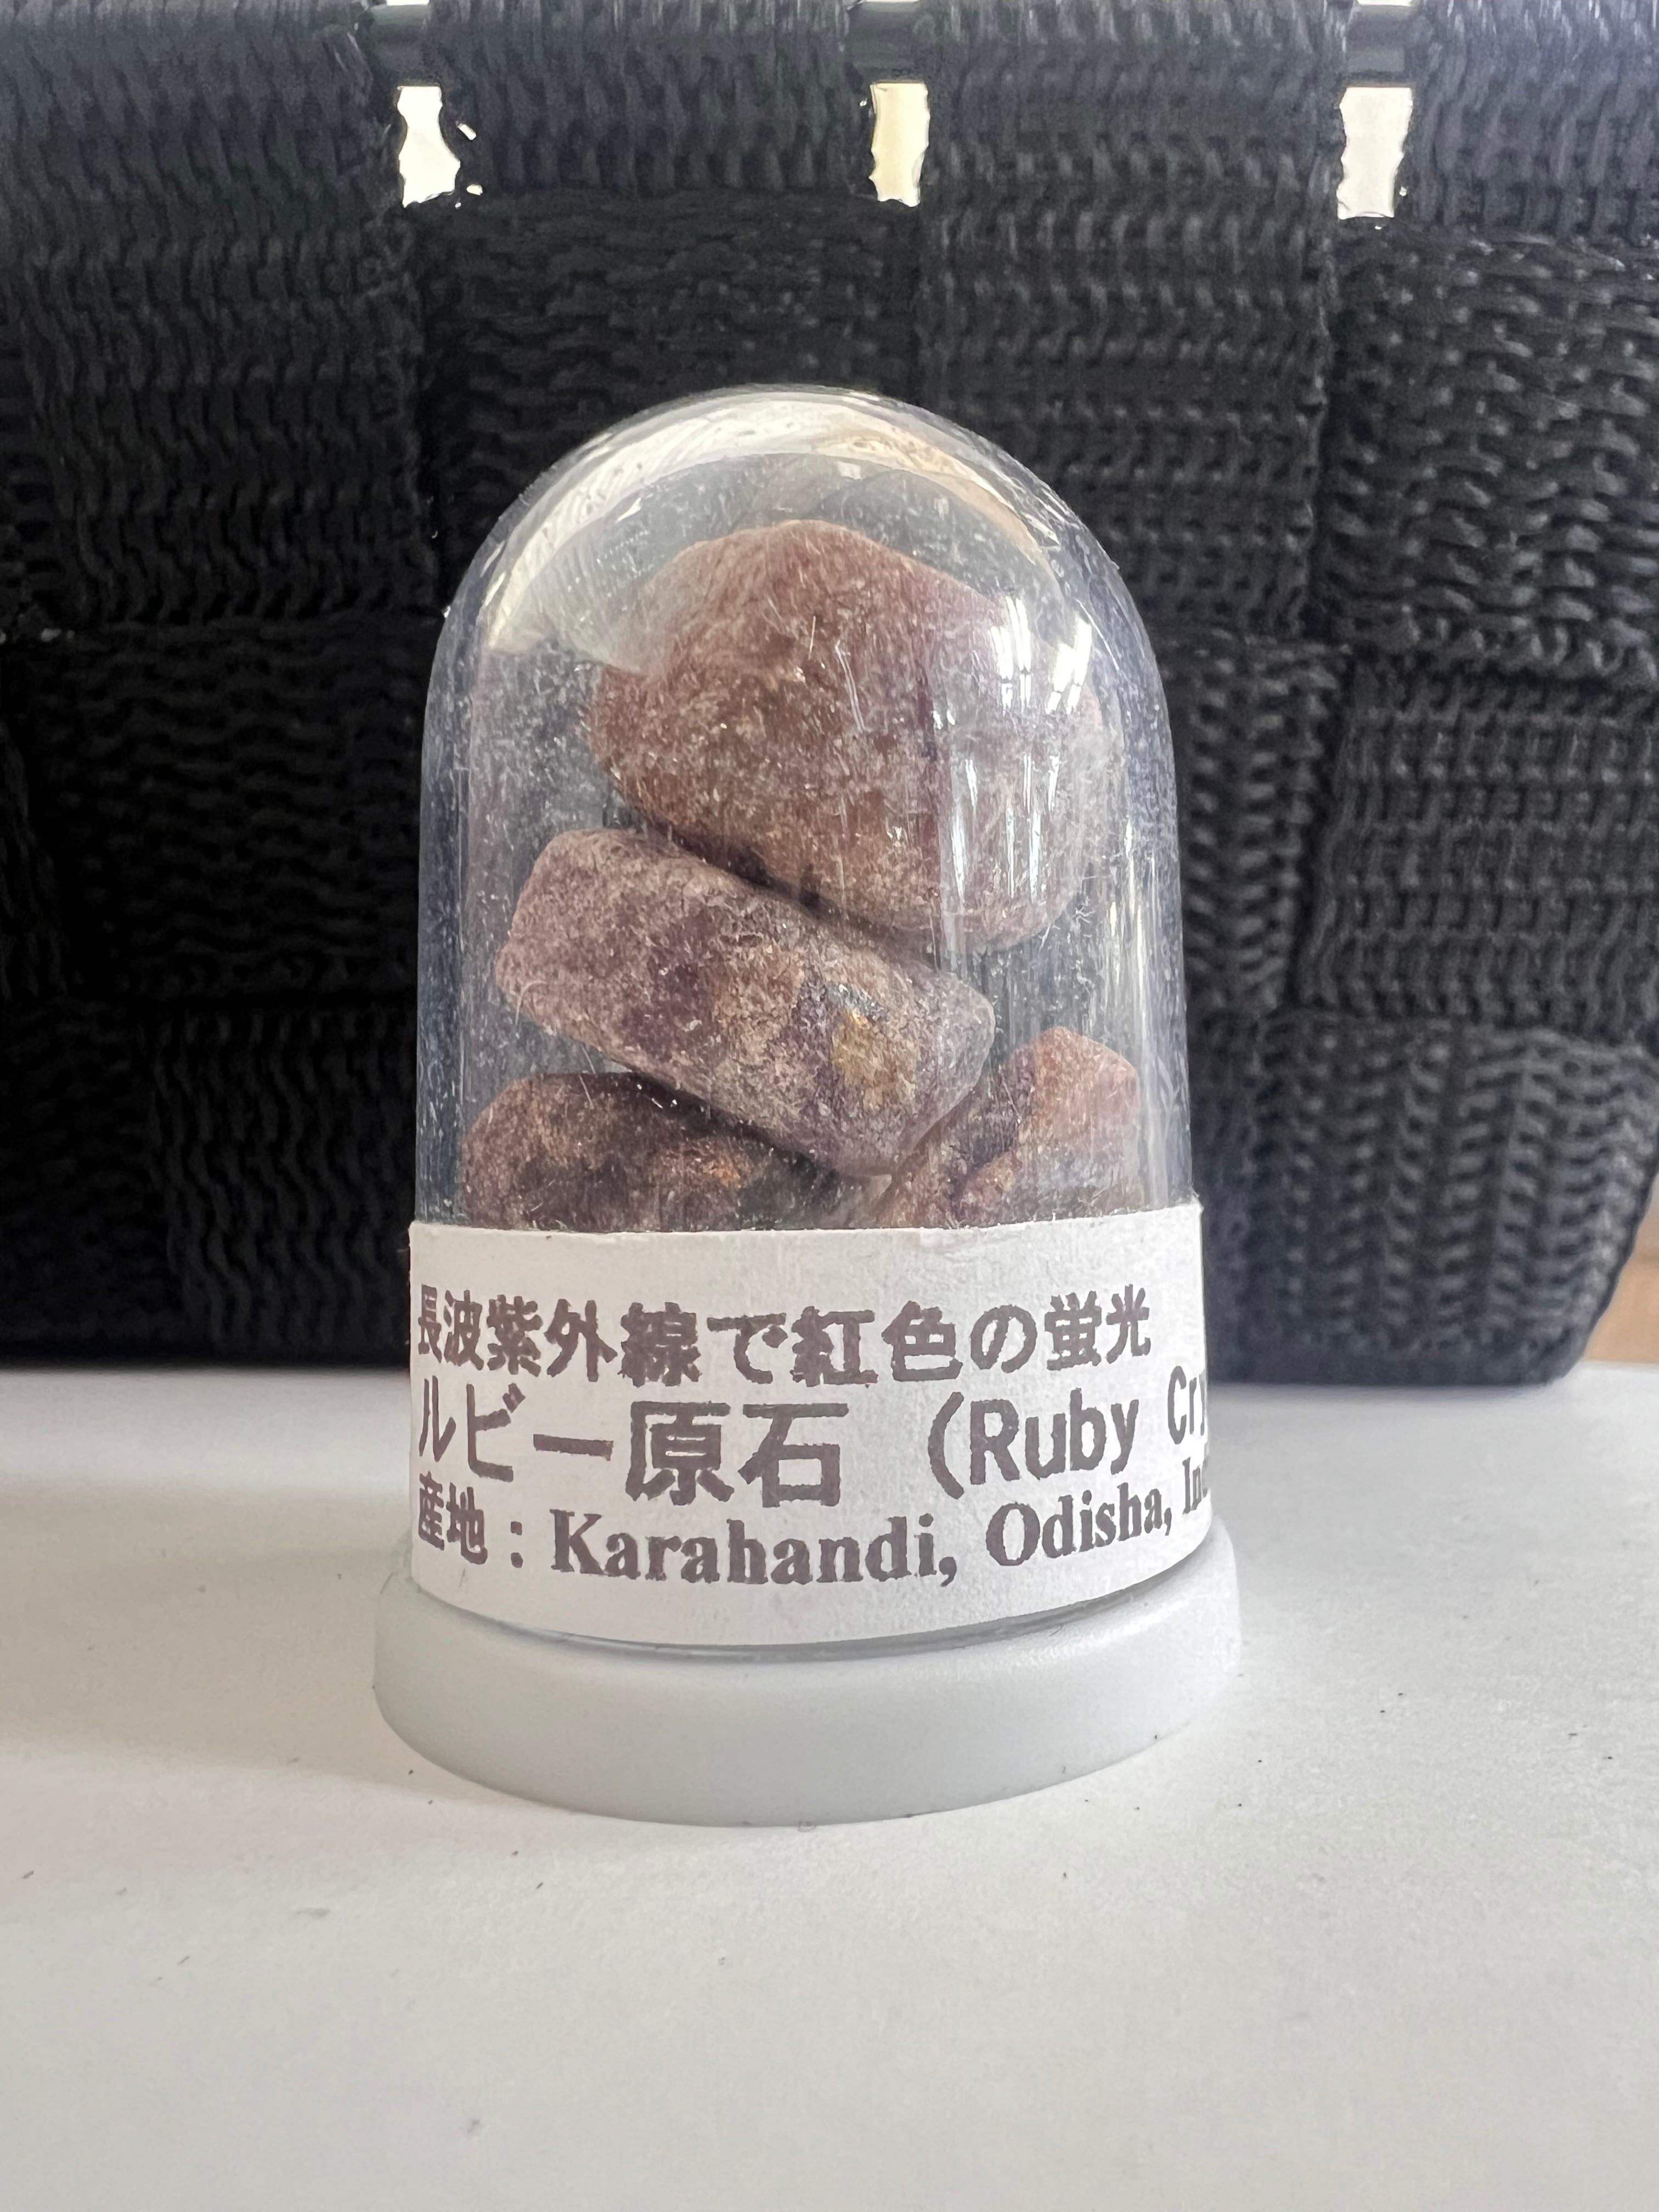 長波紫外線で紅色の蛍光
ルビー原石 （Ruby
産地：Karahandi, Odisha,